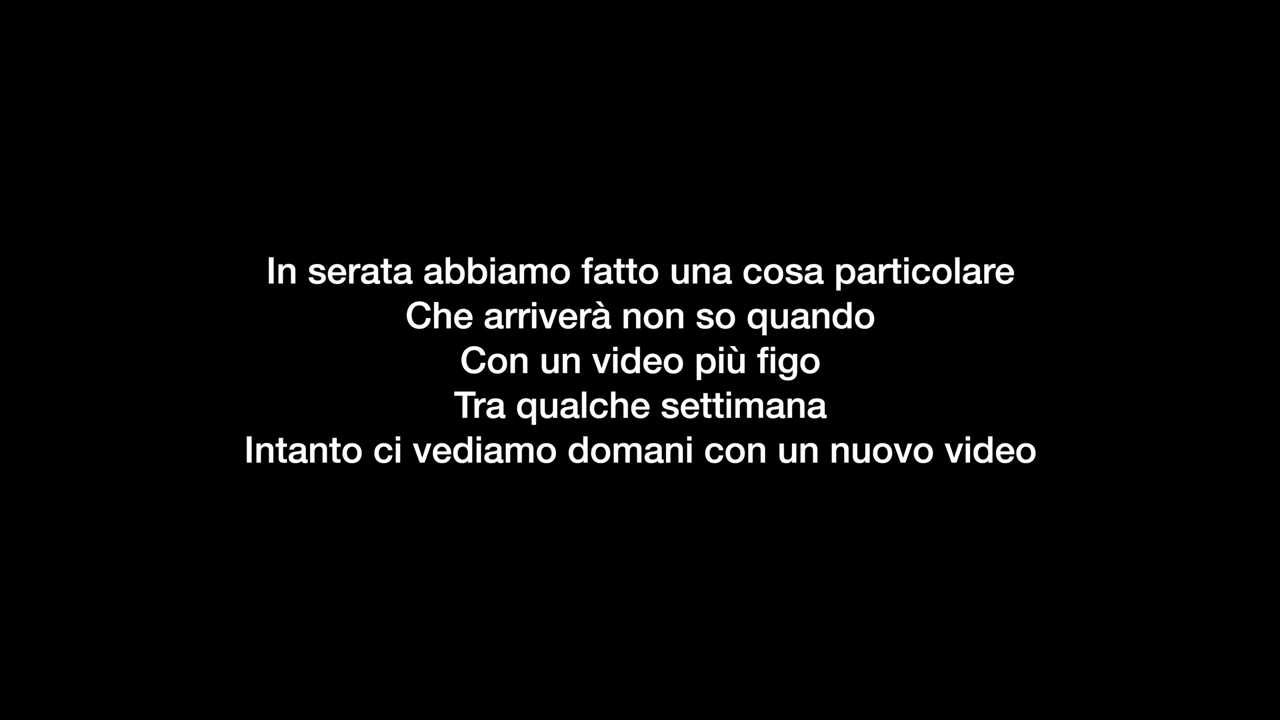 In serata abbiamo fatto una cosa particolare
Che arriverà non so quando
Con un video più figo
Tra qualche settimana
Intanto ci vediamo domani con un nuovo video